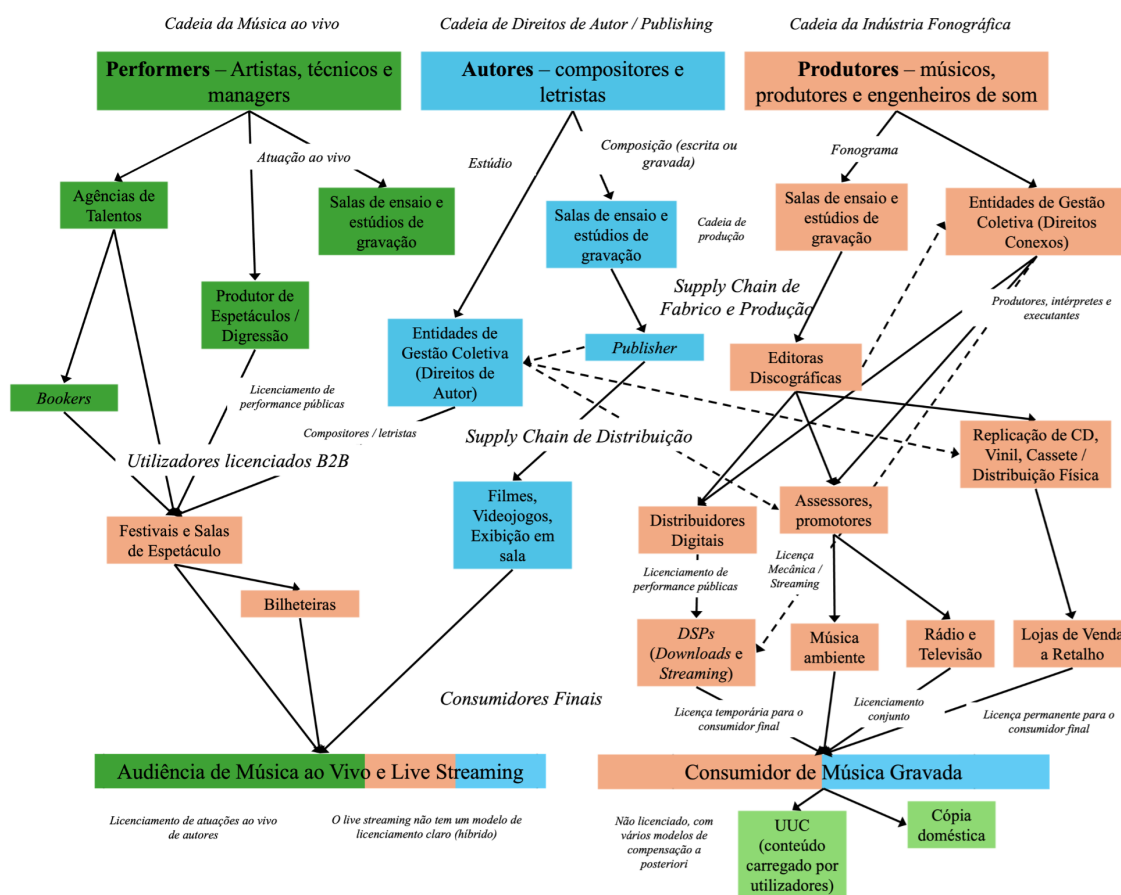 Cadeia da Música ao vivo
Cadeia de Direitos de Autor / Publishing
Cadeia da Indústria Fonográfica
Performers – Artistas, técnicos e
managers
Autores – compositores e
letristas
Produtores – músicos,
produtores e engenheiros de som
Atuação ao vivo
Estúdio
Composição (escrita ou
gravada)
Fonograma
Agências de
Talentos
Salas de ensaio e
estúdios de
gravação
Salas de ensaio e
estúdios de
gravação
Cadeia de
produção
Salas de ensaio e
estúdios de
gravação
Entidades de Gestão
Coletiva (Direitos
Conexos)
Produtor de
Espetáculos /
Digressão
Supply Chain de
Fabrico e Produção
Produtores, intérpretes e
executantes
Entidades de
Gestão Coletiva
(Direitos de
Autor)
Publisher
Editoras
Discográficas
Bookers
Licenciamento de
performance públicas
Compositores / letristas
Supply Chain de Distribuição
Replicação de CD,
Vinil, Cassete /
Distribuição Física
Utilizadores licenciados B2B
Festivais e Salas
de Espetáculo
Filmes,
Videojogos,
Exibição em
sala
Distribuidores
Digitais
Assessores,
promotores
Licenciamento de
performance públicas
Licença
Mecânica /
Streaming
Bilheteiras
DSPs
(Downloads e
Streaming)
Música
ambiente
Rádio e
Televisão
Lojas de Venda
a Retalho
Consumidores Finais
Licença temporária para o
consumidor final
Licenciamento
conjunto
Licença permanente para o
consumidor final
Audiência de Música ao Vivo e Live Streaming
Consumidor de Música Gravada
Licenciamento de atuações ao vivo
de autores
O live streaming não tem um modelo de
licenciamento claro (híbrido)
Não licenciado, com
vários modelos de
compensação a
posteriori
UUC
(conteúdo
carregado por
utilizadores)
Cópia
doméstica